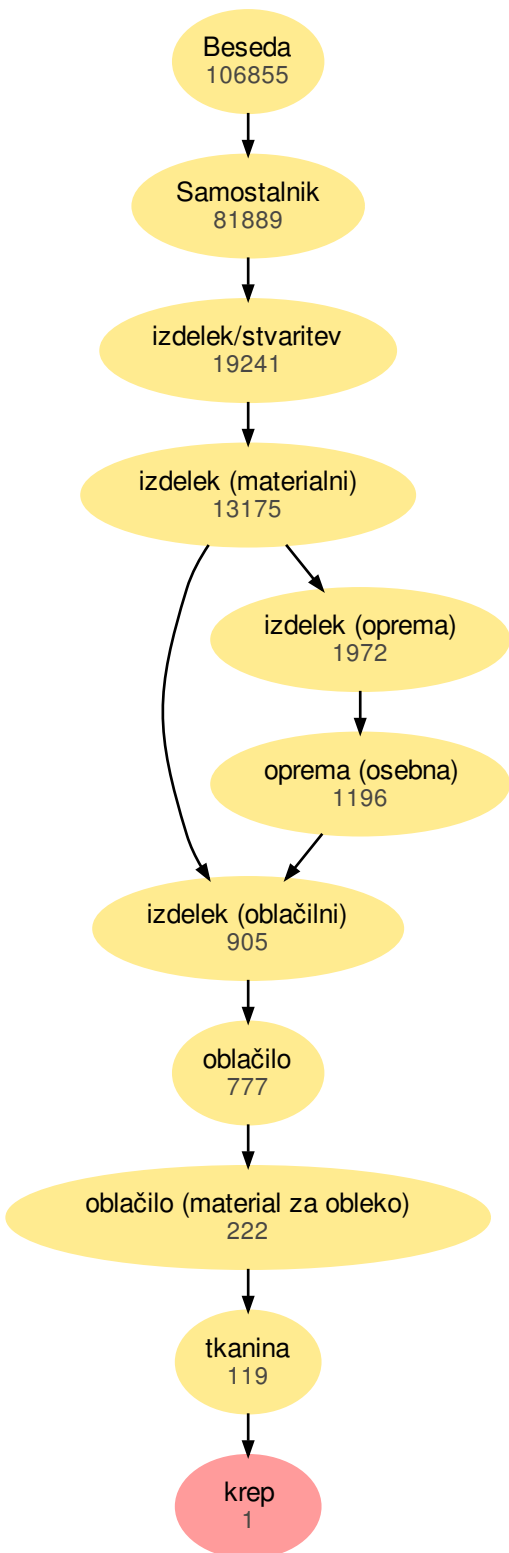 Beseda
106855
Samostalnik
81889
izdelek/stvaritev
19241
izdelek (materialni)
13175
izdelek (oprema)
1972
oprema (osebna)
1196
izdelek (oblačilni)
905
oblačilo
777
oblačilo (material za obleko)
222
tkanina
119
krep
1